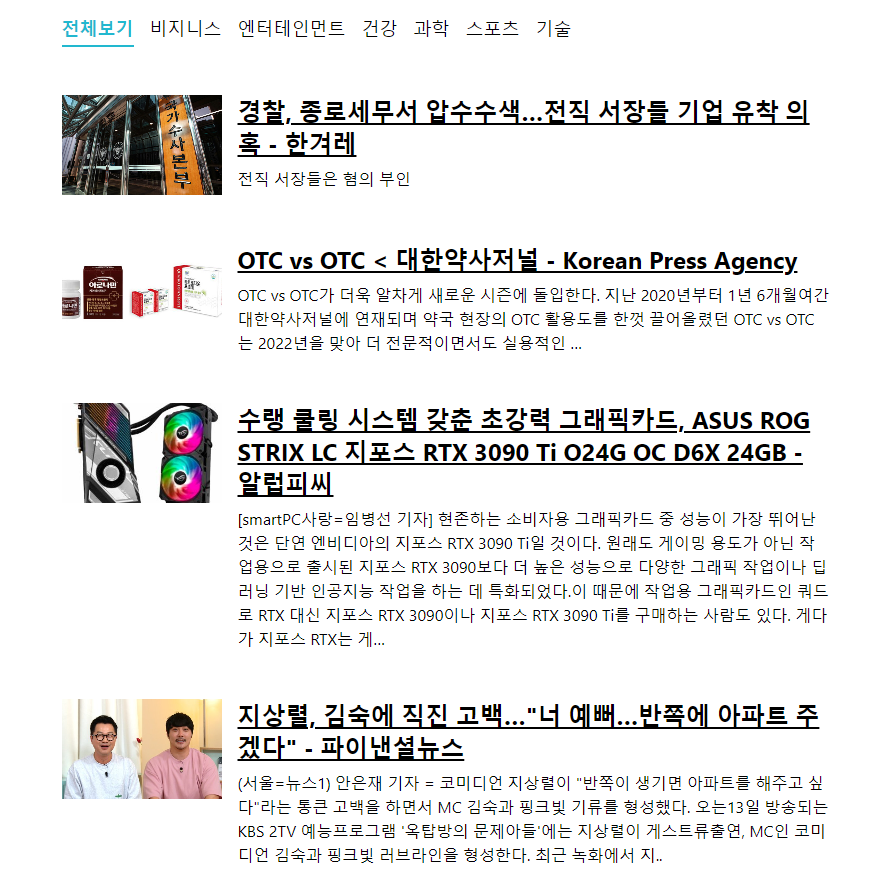 전체보기 비지니스 엔터테인먼트 건강 과학 스포츠 기술
국가수사본부
경찰, 종로세무서 압수수색…전직 서장들 기업 유착 의
혹 - 한겨레
전직 서장들은 혐의 부인
아로나민
OTC vs OTC < 대한약사저널 - Korean Press Agency
OTC vs OTC가 더욱 알차게 새로운 시즌에 돌입한다. 지난 2020년부터 1년 6개월여간
대한약사저널에 연재되며 약국 현장의 OTC 활용도를 한껏 끌어올렸던 OTC vs OTC
는 2022년을 맞아 더 전문적이면서도 실용적인 ...
수랭 쿨링 시스템 갖춘 초강력 그래픽카드, ASUS ROG
STRIX LC 지포스 RTX 3090 Ti O24G OC D6X 24GB -
알럽피씨
[smartPC사랑=임병선 기자] 현존하는 소비자용 그래픽카드 중 성능이 가장 뛰어난
것은 단연 엔비디아의 지포스 RTX 3090 Ti일 것이다. 원래도 게이밍 용도가 아닌 작
업용으로 출시된 지포스 RTX 3090보다 더 높은 성능으로 다양한 그래픽 작업이나 딥
러닝 기반 인공지능 작업을 하는 데 특화되었다.이 때문에 작업용 그래픽카드인 쿼드
로 RTX 대신 지포스 RTX 3090이나 지포스 RTX 3090 Ti를 구매하는 사람도 있다. 게다
가 지포스 RTX는 게...
지상렬, 김숙에 직진 고백…"너 예뻐…반쪽에 아파트 주
겠다" - 파이낸셜뉴스
(서울=뉴스1) 안은재 기자 = 코미디언 지상렬이 "반쪽이 생기면 아파트를 해주고 싶
다"라는 통큰 고백을 하면서 MC 김숙과 핑크빛 기류를 형성했다. 오는13일 방송되는
KBS 2TV 예능프로그램 '옥탑방의 문제아들'에는 지상렬이 게스트류출연, MC인 코미
디언 김숙과 핑크빛 러브라인을 형성한다. 최근 녹화에서 지..